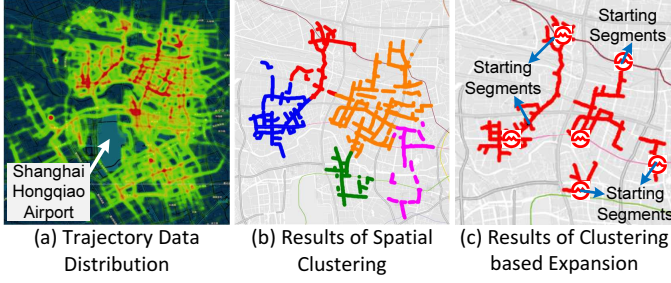 Shanghai
Hongqiao
Airport
Starting
Segments
Starting
Segments
Starting
Segments
(a) Trajectory Data
Distribution
(b) Results of Spatial
Clustering
(c) Results of Clustering
based Expansion